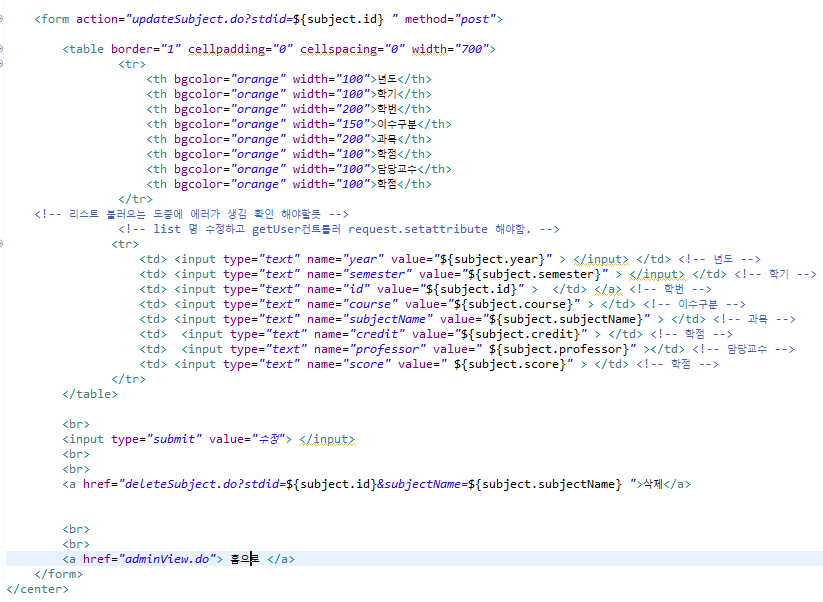 <form action="updateSubject.do?stdid=${subject.id} " method="post">
<table border="1" cellpadding="0" cellspacing="0" width="700">
<tr>
<th bgcolor="orange" width="100">년도</th>
<th bgcolor="orange" width="100">학기</th>
<th bgcolor="orange" width="200">학번</th>
<th bgcolor="orange" width="150">이수구분</th>
<th bgcolor="orange" width="200">과목</th>
<th bgcolor="orange" width="100">학점</th>
<th bgcolor="orange" width="100">담당교수</th>
<th bgcolor="orange" width="100">학점</th>
</tr>
<!-- 리스트 불러오는 도중에 에러가 생김 확인 해야할듯 -->
<!-- list 명 수정하고 getUser컨트롤러 request.setattribute 해야함. -->
<tr>
<td> <input type="text" name="year" value="${subject.year}" > </input> </td> <!-- 년도 -->
<td> <input type="text" name="semester" value="${subject.semester}" > </input> </td> <!-- 학기 -->
<td> <input type="text" name="id" value="${subject.id}" >  </td> </a> <!-- 학번 -->
<td> <input type="text" name="course" value="${subject.course}" > </td> <!-- 이수구분 -->
<td> <input type="text" name="subjectName" value="${subject.subjectName}" > </td> <!-- 과목 -->
<td>  <input type="text" name="credit" value="${subject.credit}" > </td> <!-- 학점 -->
<td>  <input type="text" name="professor" value=" ${subject.professor}" ></td> <!-- 담당교수 -->
<td> <input type="text" name="score" value=" ${subject.score}" > </td> <!-- 학점 -->
</tr>
</table>
<br>
<input type="submit" value="수정"> </input>
<br>
<br>
<a href="deleteSubject.do?stdid=${subject.id}&subjectName=${subject.subjectName} ">삭제</a>
<br>
<br>
<a href="adminView.do"> 홈으로 </a>
</form>
</center>